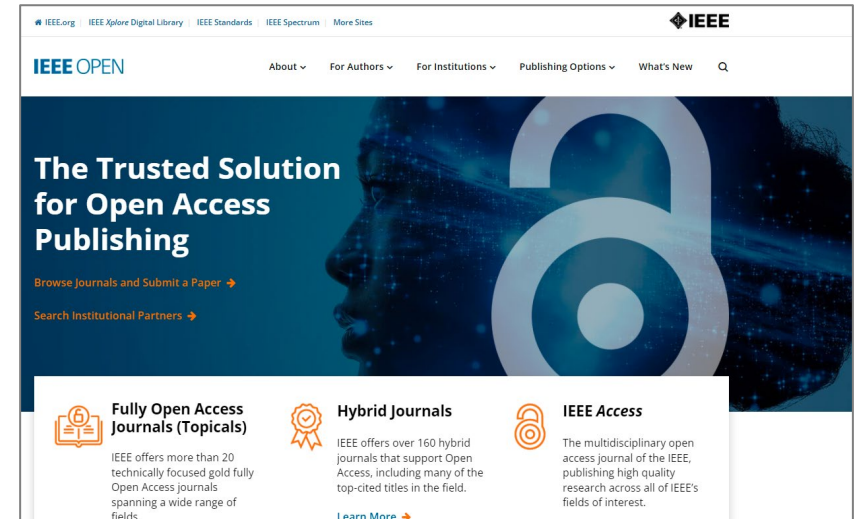 IEEE.org | IEEE Xplore Digital Library | IEEE Standards | IEEE Spectrum | More Sites
IEEE
IEEE OPEN
About For Authors For Institutions Publishing Options What's New
The Trusted Solution
for Open Access
Publishing
Browse Journals and Submit a Paper →
Search Institutional Partners →
Fully Open Access
Journals (Topicals)
IEEE offers more than 20
technically focused gold fully
Open Access journals
spanning a wide range of
fields
Hybrid Journals
IEEE offers over 160 hybrid
journals that support Open
Access, including many of the
top-cited titles in the field.
Learn More →
IEEE Access
The multidisciplinary open
access journal of the IEEE,
publishing high quality
research across all of IEEE's
fields of interest.